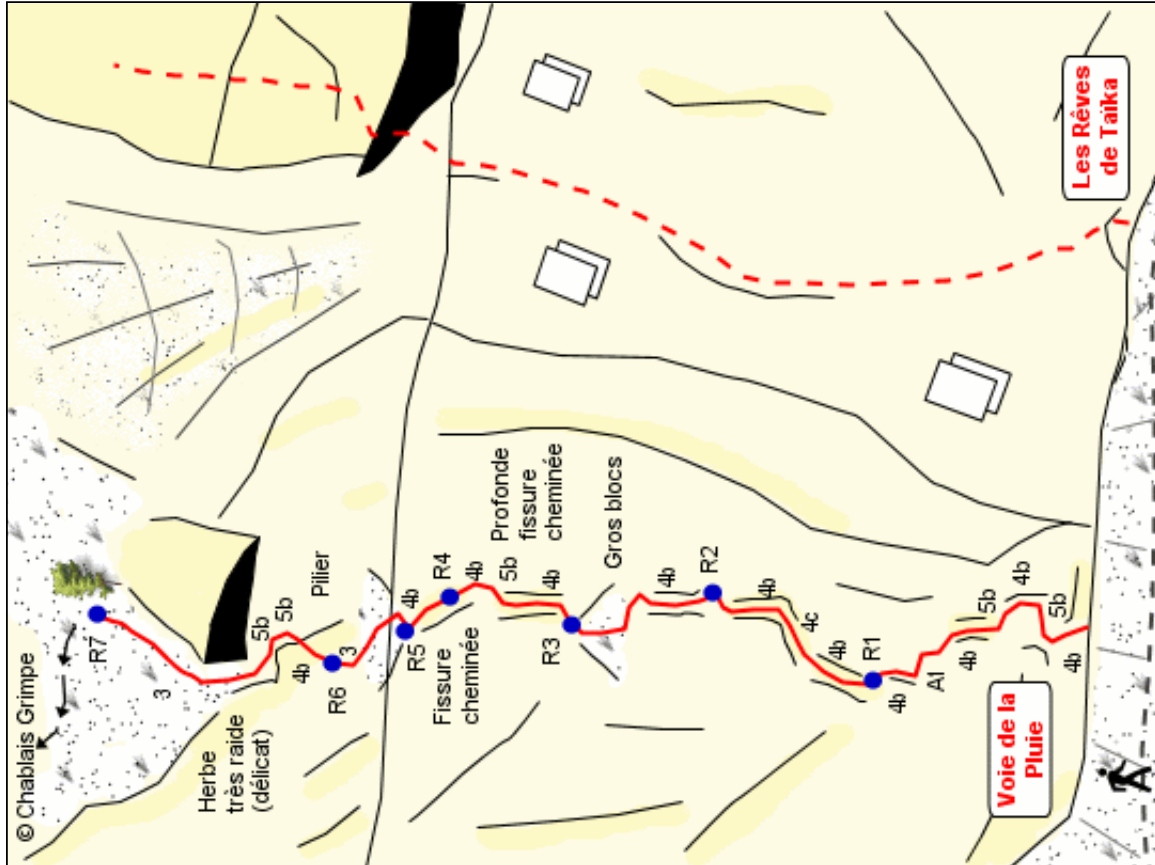 © Chablais Grimpe
R7
3
Herbe
très raide
(délicat)
5b
5b
4b
Pilier
R6
3
R5
4b
R4
Fissure
cheminée
4b
5b
4b
Profonde
fissure
cheminée
R3
Gros blocs
4b
R2
4b
4c
4b
R1
4b
A1
4b
5b
4b
5b
4b
Voie de la
Pluie
Les Rêves
de Taïka